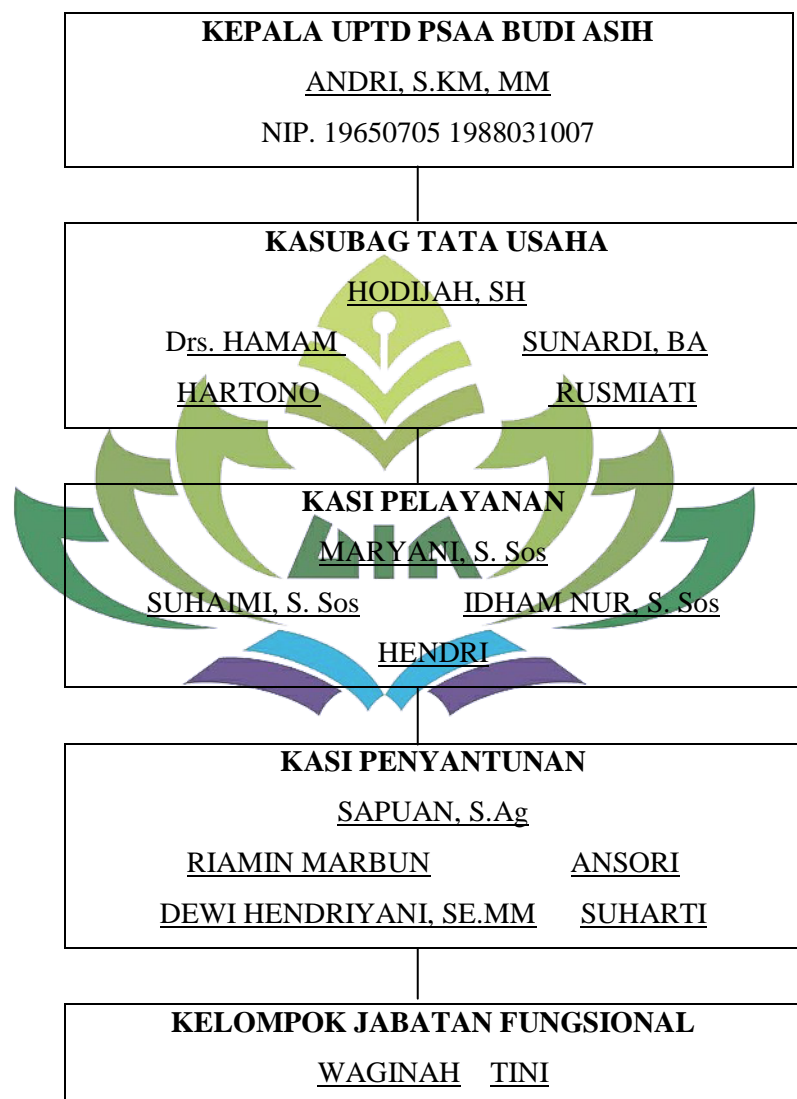 KEPALA UPTD PSAA BUDI ASIH
ANDRI, S.KM, MM
NIP. 19650705 1988031007
KASUBAG TATA USAHA
HODIJAH, SH
Drs. HAMAM SUNARDI, BA
HARTONO RUSMIATI
KASI PELAYANAN
MARYANI, S. Sos
SUHAIMI, S. Sos IDHAM NUR, S. Sos
HENDRI
KASI PENYANTUNAN
SAPUAN, S.Ag
RIAMIN MARBUN ANSORI
DEWI HENDRIYANI, SE.MM SUHARTI
KELOMPOK JABATAN FUNGSIONAL
WAGINAH TINI